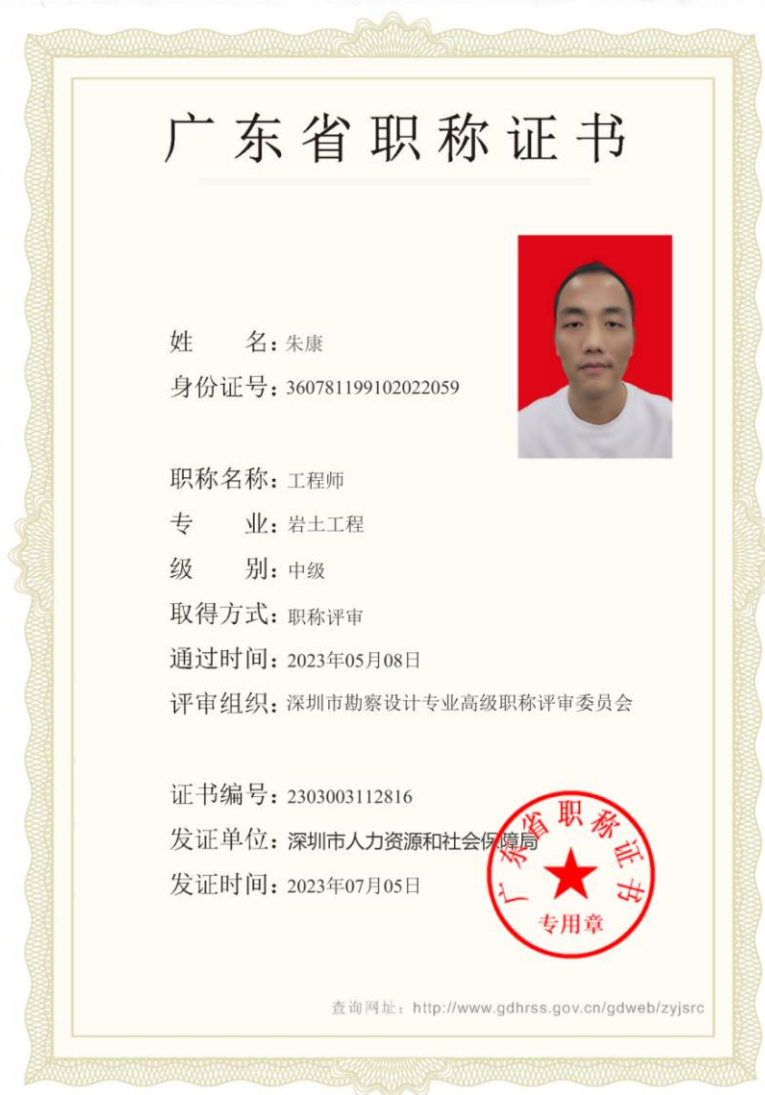 广东省职称证书
姓 名：朱康
身份证号：360781199102022059
职称名称：工程师
专 业：岩土工程
级 别：中级
取得方式：职称评审
通过时间：2023年05月08日
评审组织：深圳市勘察设计专业高级职称评审委员会
证书编号：2303003112816
发证单位：深圳市人力资源和社会保障局
发证时间：2023年07月05日
广东省职称证书
专用章
查询网址：http://www.gdhrss.gov.cn/gdweb/zyjsrc